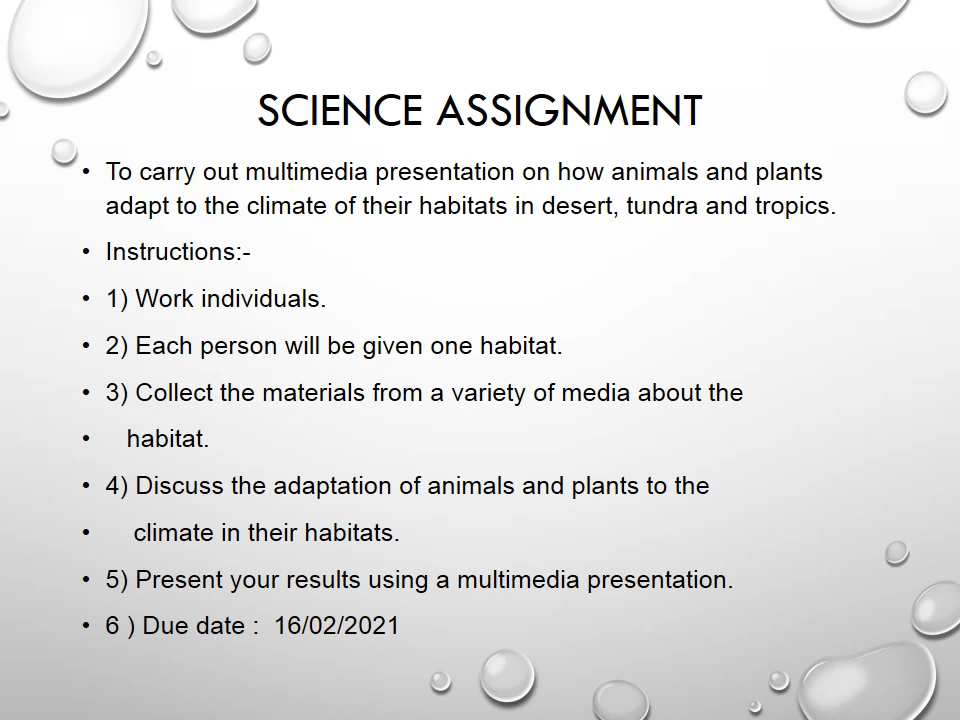 SCIENCE ASSIGNMENT
• To carry out multimedia presentation on how animals and plants
adapt to the climate of their habitats in desert, tundra and tropics.
• Instructions:-
• 1) Work individuals.
• 2) Each person will be given one habitat.
• 3) Collect the materials from a variety of media about the
• habitat.
• 4) Discuss the adaptation of animals and plants to the
• climate in their habitats.
• 5) Present your results using a multimedia presentation.
• 6 ) Due date : 16/02/2021